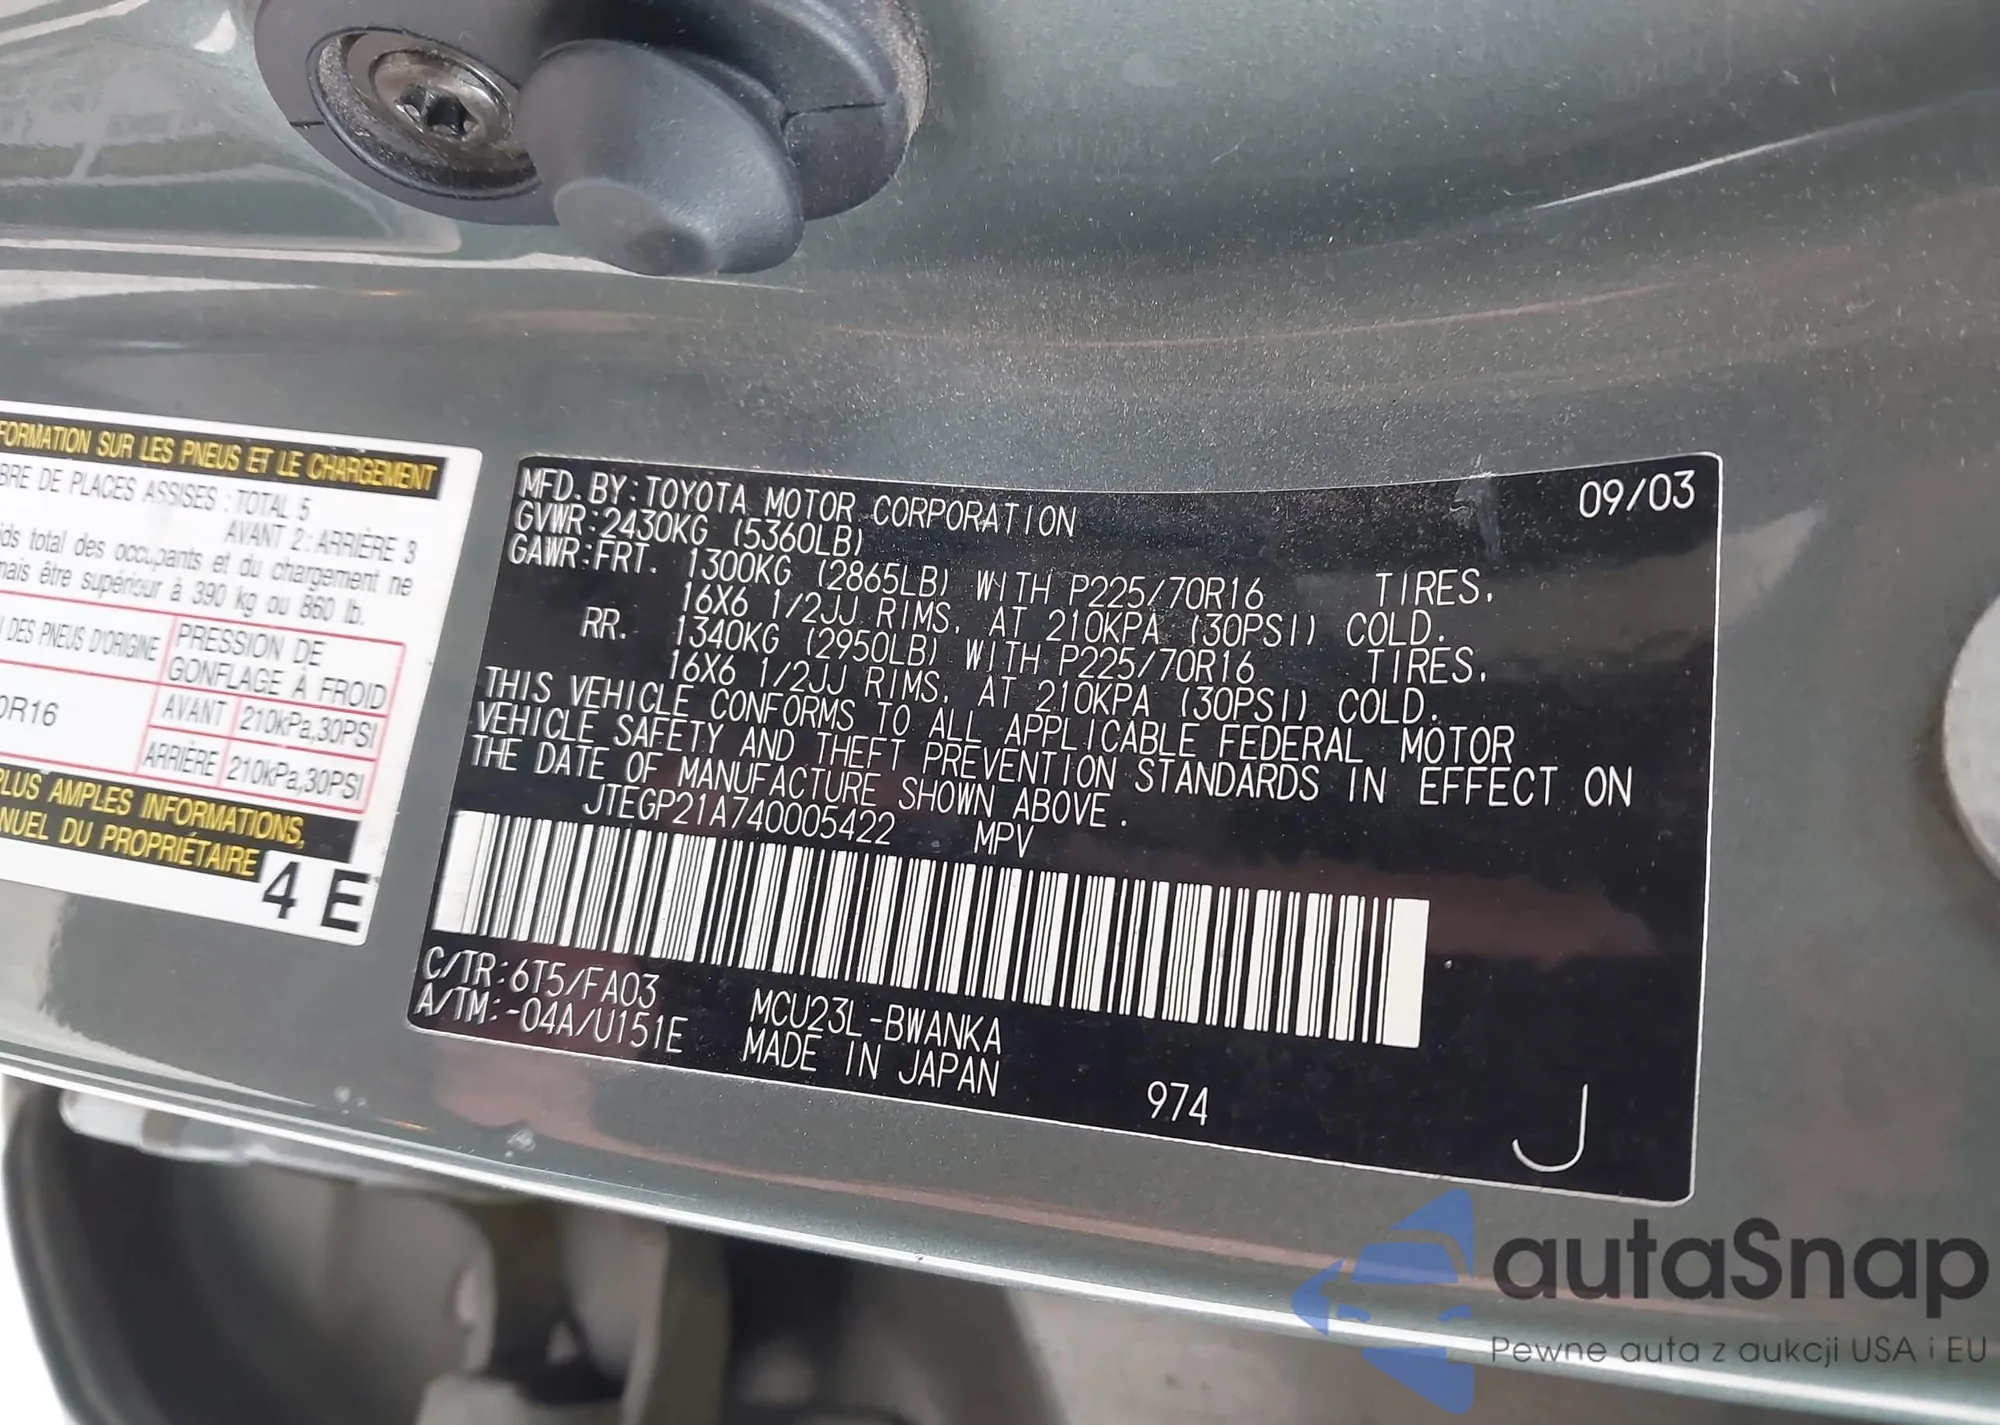 FORMATION SUR LES PNEUS ET LE CHARGEMENT
BRE DE PLACES ASSISES : TOTAL 5
AVANT 2 : ARRIÈRE 3
ids total des occupants et du chargement ne
mais être supérieur à 390 kg ou 860 lb.
DES PNEUS D'ORIGINE
PRESSION DE
GONFLAGE À FROID
0R16
AVANT 210kPa,30PSI
ARRIÈRE 210kPa,30PSI
PLUS AMPLES INFORMATIONS,
NUEL DU PROPRIÉTAIRE
4 E
MFD. BY: TOYOTA MOTOR CORPORATION 09/03
GVWR: 2430KG (5360LB)
GAWR: FRT. 1300KG (2865LB) WITH P225/70R16 TIRES,
16X6 1/2JJ RIMS, AT 210KPA (30PSI) COLD.
RR. 1340KG (2950LB) WITH P225/70R16 TIRES,
16X6 1/2JJ RIMS, AT 210KPA (30PSI) COLD.
THIS VEHICLE CONFORMS TO ALL APPLICABLE FEDERAL MOTOR
VEHICLE SAFETY AND THEFT PREVENTION STANDARDS IN EFFECT ON
THE DATE OF MANUFACTURE SHOWN ABOVE.
JTEGP21A740005422 MPV
C/TR: 6T5/FA03 MCU23L-BWANKA
A/TM: -04A/U151E MADE IN JAPAN
974
J
autaSnap
Pewne auta z aukcji USA i EU